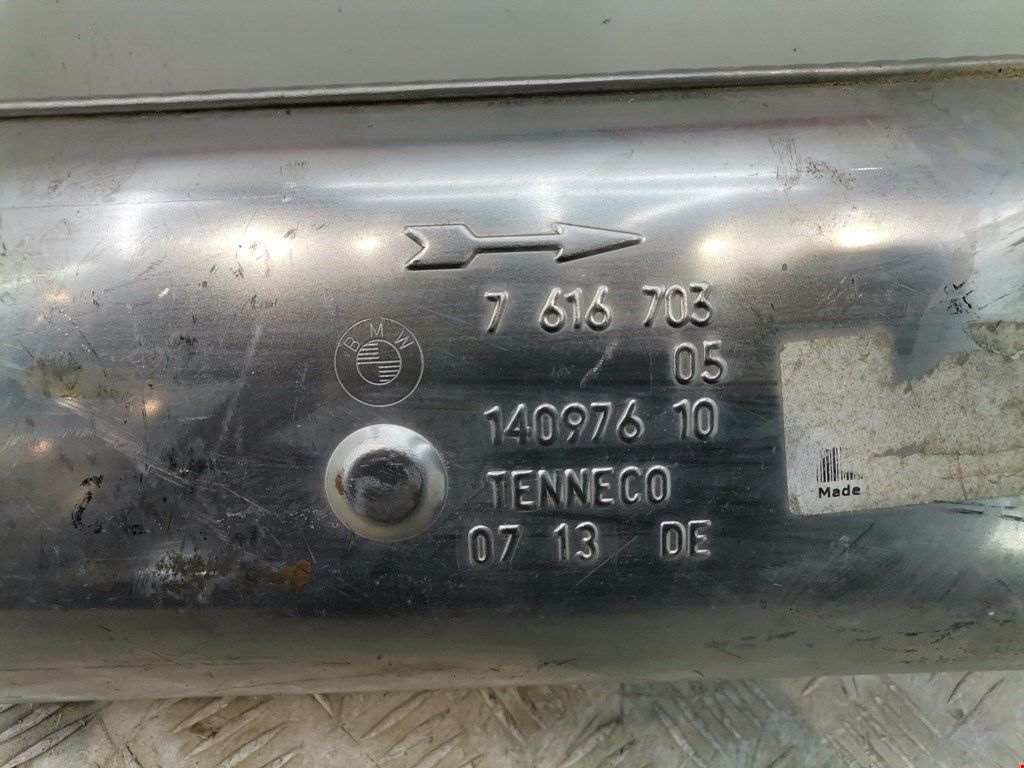 7 616 703
BMW
05
140976 10
TENNECO
07 13 DE
Made